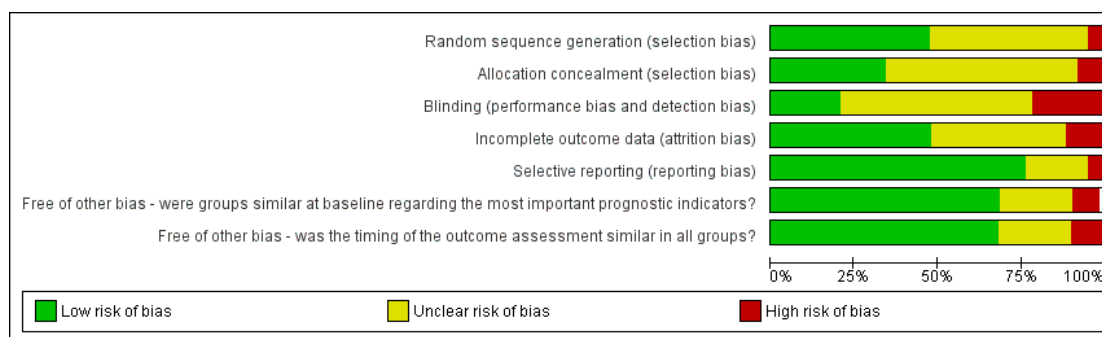 Random sequence generation (selection bias)
Allocation concealment (selection bias)
Blinding (performance bias and detection bias)
Incomplete outcome data (attrition bias)
Selective reporting (reporting bias)
Free of other bias - were groups similar at baseline regarding the most important prognostic indicators?
Free of other bias - was the timing of the outcome assessment similar in all groups?
0% 25% 50% 75% 100%
Low risk of bias Unclear risk of bias High risk of bias